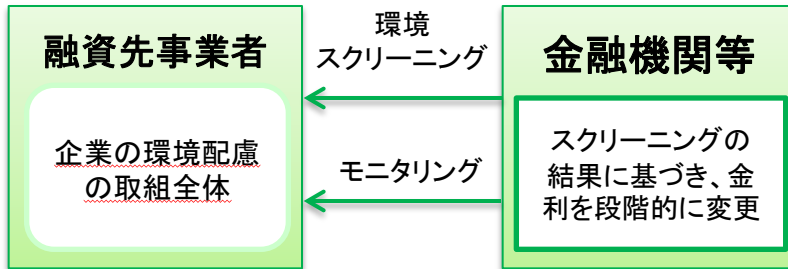 融資先事業者
企業の環境配慮
の取組全体
環境
スクリーニング
モニタリング
金融機関等
スクリーニングの
結果に基づき、金
利を段階的に変更